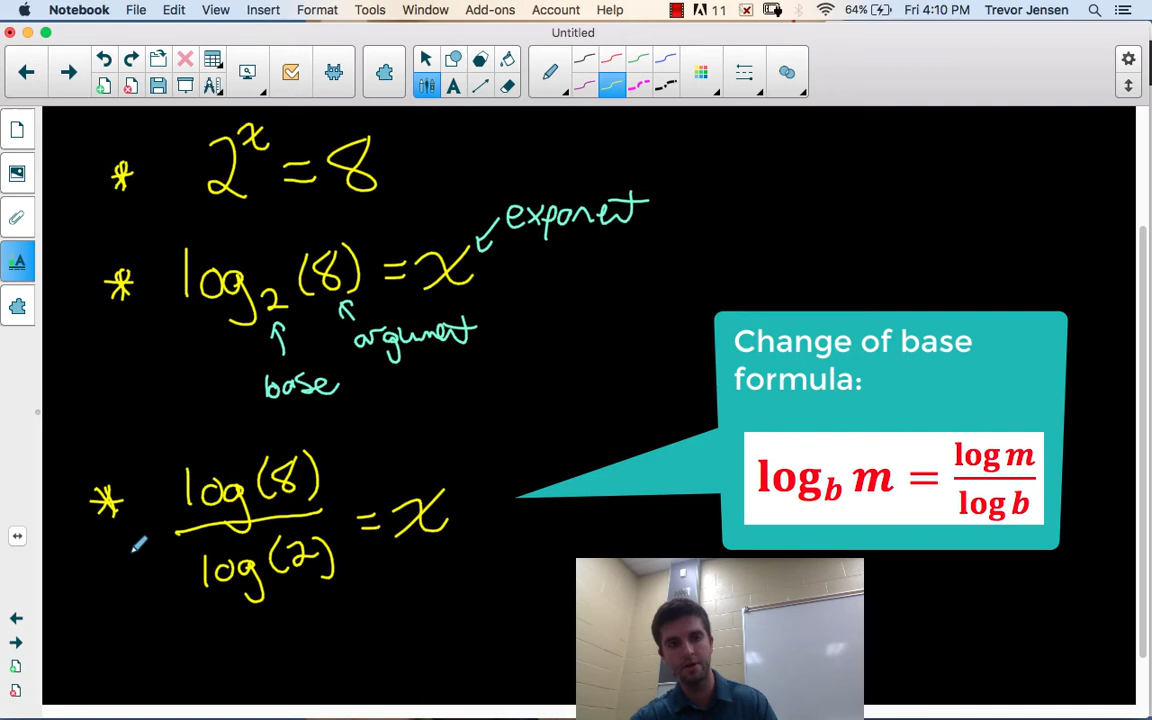 Notebook File Edit View Insert Format Tools Window Add-ons Account Help 11 64% Fri 4:10 PM Trevor Jensen
Untitled
* 2^x = 8
exponent
* log₂(8) = x
argument
base
Change of base
formula:
log_b m = log m / log b
* log(8) / log(2) = x